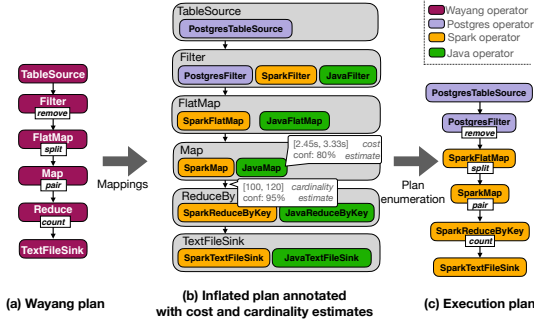 TableSource
PostgresTableSource
Filter
PostgresFilter
SparkFilter
JavaFilter
FlatMap
SparkFlatMap
JavaFlatMap
Map
SparkMap
JavaMap
[2.45s, 3.33s] cost
conf: 80% estimate
[100, 120] cardinality
conf: 95% estimate
ReduceBy
SparkReduceByKey
JavaReduceByKey
TextFileSink
SparkTextFileSink
JavaTextFileSink
TableSource
Filter
remove
FlatMap
split
Map
pair
Reduce
count
TextFileSink
Mappings
Plan
enumeration
Wayang operator
Postgres operator
Spark operator
Java operator
PostgresTableSource
PostgresFilter
remove
SparkFlatMap
split
SparkMap
pair
SparkReduceByKey
count
SparkTextFileSink
(a) Wayang plan
(b) Inflated plan annotated
with cost and cardinality estimates
(c) Execution plan